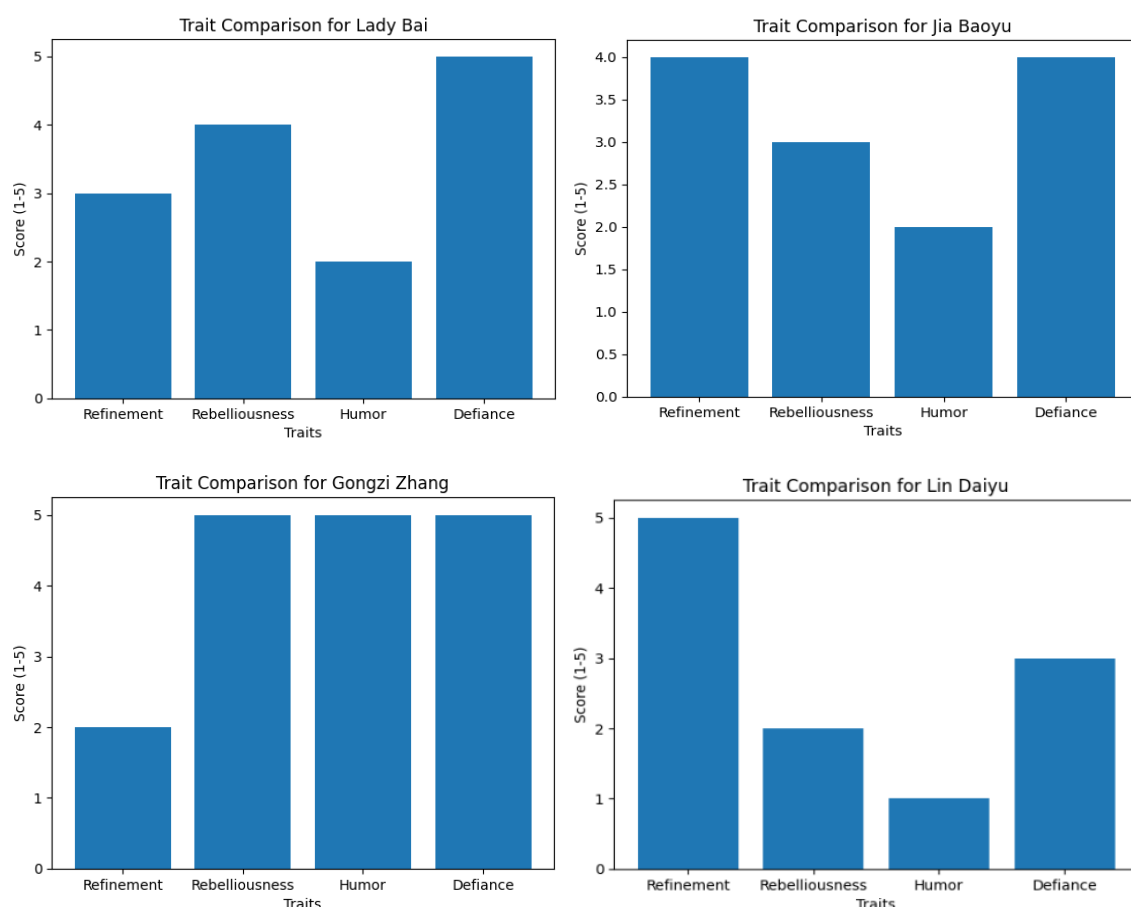 Trait Comparison for Lady Bai
5
4
3
2
1
0
Score (1-5)
Refinement Rebelliousness Humor Defiance
Traits
Trait Comparison for Jia Baoyu
4.0
3.5
3.0
2.5
2.0
1.5
1.0
0.5
0.0
Score (1-5)
Refinement Rebelliousness Humor Defiance
Traits
Trait Comparison for Gongzi Zhang
5
4
3
2
1
0
Score (1-5)
Refinement Rebelliousness Humor Defiance
Traits
Trait Comparison for Lin Daiyu
5
4
3
2
1
0
Score (1-5)
Refinement Rebelliousness Humor Defiance
Traits